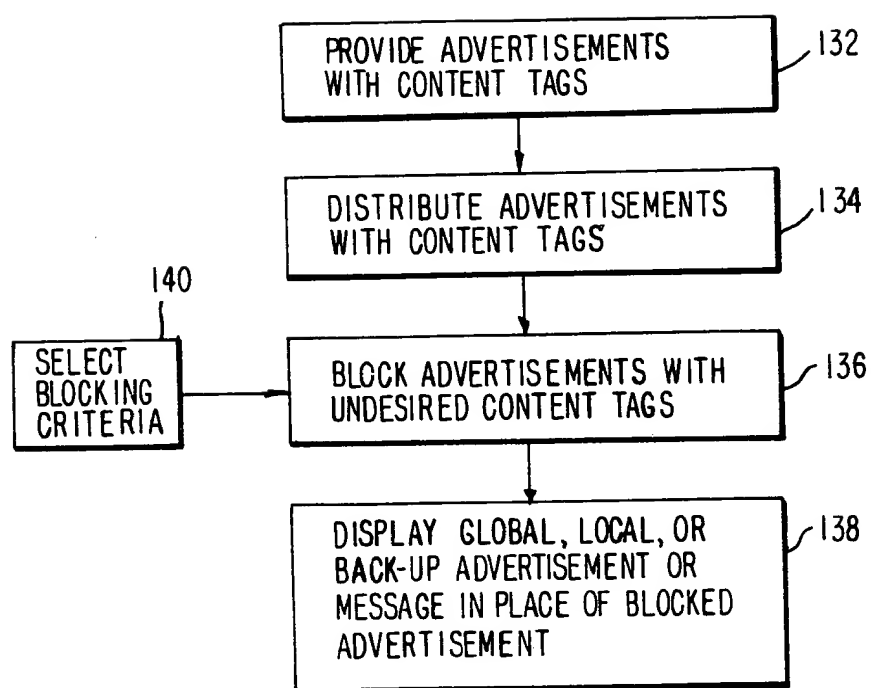 PROVIDE ADVERTISEMENTS
WITH CONTENT TAGS
132
DISTRIBUTE ADVERTISEMENTS
WITH CONTENT TAGS
134
140
SELECT
BLOCKING
CRITERIA
BLOCK ADVERTISEMENTS WITH
UNDESIRED CONTENT TAGS
136
DISPLAY GLOBAL, LOCAL, OR
BACK-UP ADVERTISEMENT OR
MESSAGE IN PLACE OF BLOCKED
ADVERTISEMENT
138